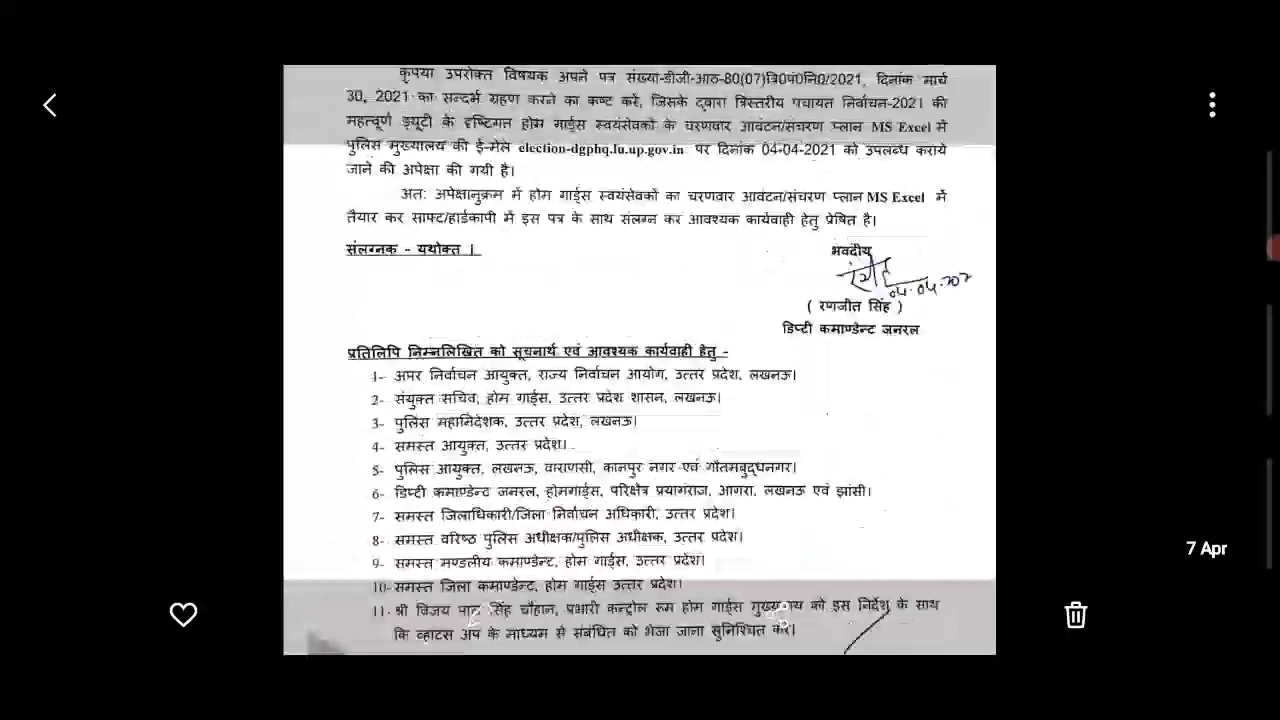 कृपया उपरोक्त विषयक अपने पत्र संख्या-डीजी-आठ-80(07)त्रि0पं0नि0/2021, दिनांक मार्च
30, 2021 का सन्दर्भ ग्रहण करने का कष्ट करें, जिसके द्वारा त्रिस्तरीय पंचायत निर्वाचन-2021 की
महत्वपूर्ण ड्यूटी के दृष्टिगत होम गार्ड्स स्वयंसेवकों के चरणवार आवंटन/संचरण प्लान MS Excel में
पुलिस मुख्यालय की ई-मेल election-dgphq.lu.up.gov.in पर दिनांक 04-04-2021 को उपलब्ध कराये
जाने की अपेक्षा की गयी है।
अतः अपेक्षानुक्रम में होम गार्ड्स स्वयंसेवकों का चरणवार आवंटन/संचरण प्लान MS Excel में
तैयार कर साफ्ट/हार्डकापी में इस पत्र के साथ संलग्न कर आवश्यक कार्यवाही हेतु प्रेषित है।
संलग्नक - यथोक्त ।
भवदीय
04.04.202
( रणजीत सिंह )
डिप्टी कमाण्डेन्ट जनरल
प्रतिलिपि निम्नलिखित को सूचनार्थ एवं आवश्यक कार्यवाही हेतु -
1- अपर निर्वाचन आयुक्त, राज्य निर्वाचन आयोग, उत्तर प्रदेश, लखनऊ।
2- संयुक्त सचिव, होम गार्ड्स, उत्तर प्रदेश शासन, लखनऊ।
3- पुलिस महानिदेशक, उत्तर प्रदेश, लखनऊ।
4- समस्त आयुक्त, उत्तर प्रदेश।
5- पुलिस आयुक्त, लखनऊ, वाराणसी, कानपुर नगर एवं गौतमबुद्धनगर।
6- डिप्टी कमाण्डेन्ट जनरल, होमगार्ड्स, परिक्षेत्र प्रयागराज, आगरा, लखनऊ एवं झांसी।
7- समस्त जिलाधिकारी/जिला निर्वाचन अधिकारी, उत्तर प्रदेश।
8- समस्त वरिष्ठ पुलिस अधीक्षक/पुलिस अधीक्षक, उत्तर प्रदेश।
9- समस्त मण्डलीय कमाण्डेन्ट, होम गार्ड्स, उत्तर प्रदेश।
7 Apr
10- समस्त जिला कमाण्डेन्ट, होम गार्ड्स उत्तर प्रदेश।
11- श्री विजय पाल सिंह चौहान, प्रभारी कन्ट्रोल रूम होम गार्ड्स मुख्यालय को इस निर्देश के साथ
कि व्हाटस अप के माध्यम से संबंधित को भेजा जाना सुनिश्चित करें।